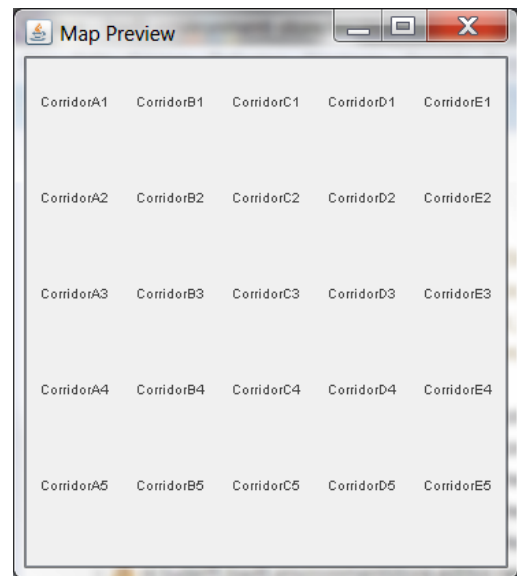 Map Preview
CorridorA1 CorridorB1 CorridorC1 CorridorD1 CorridorE1
CorridorA2 CorridorB2 CorridorC2 CorridorD2 CorridorE2
CorridorA3 CorridorB3 CorridorC3 CorridorD3 CorridorE3
CorridorA4 CorridorB4 CorridorC4 CorridorD4 CorridorE4
CorridorA5 CorridorB5 CorridorC5 CorridorD5 CorridorE5